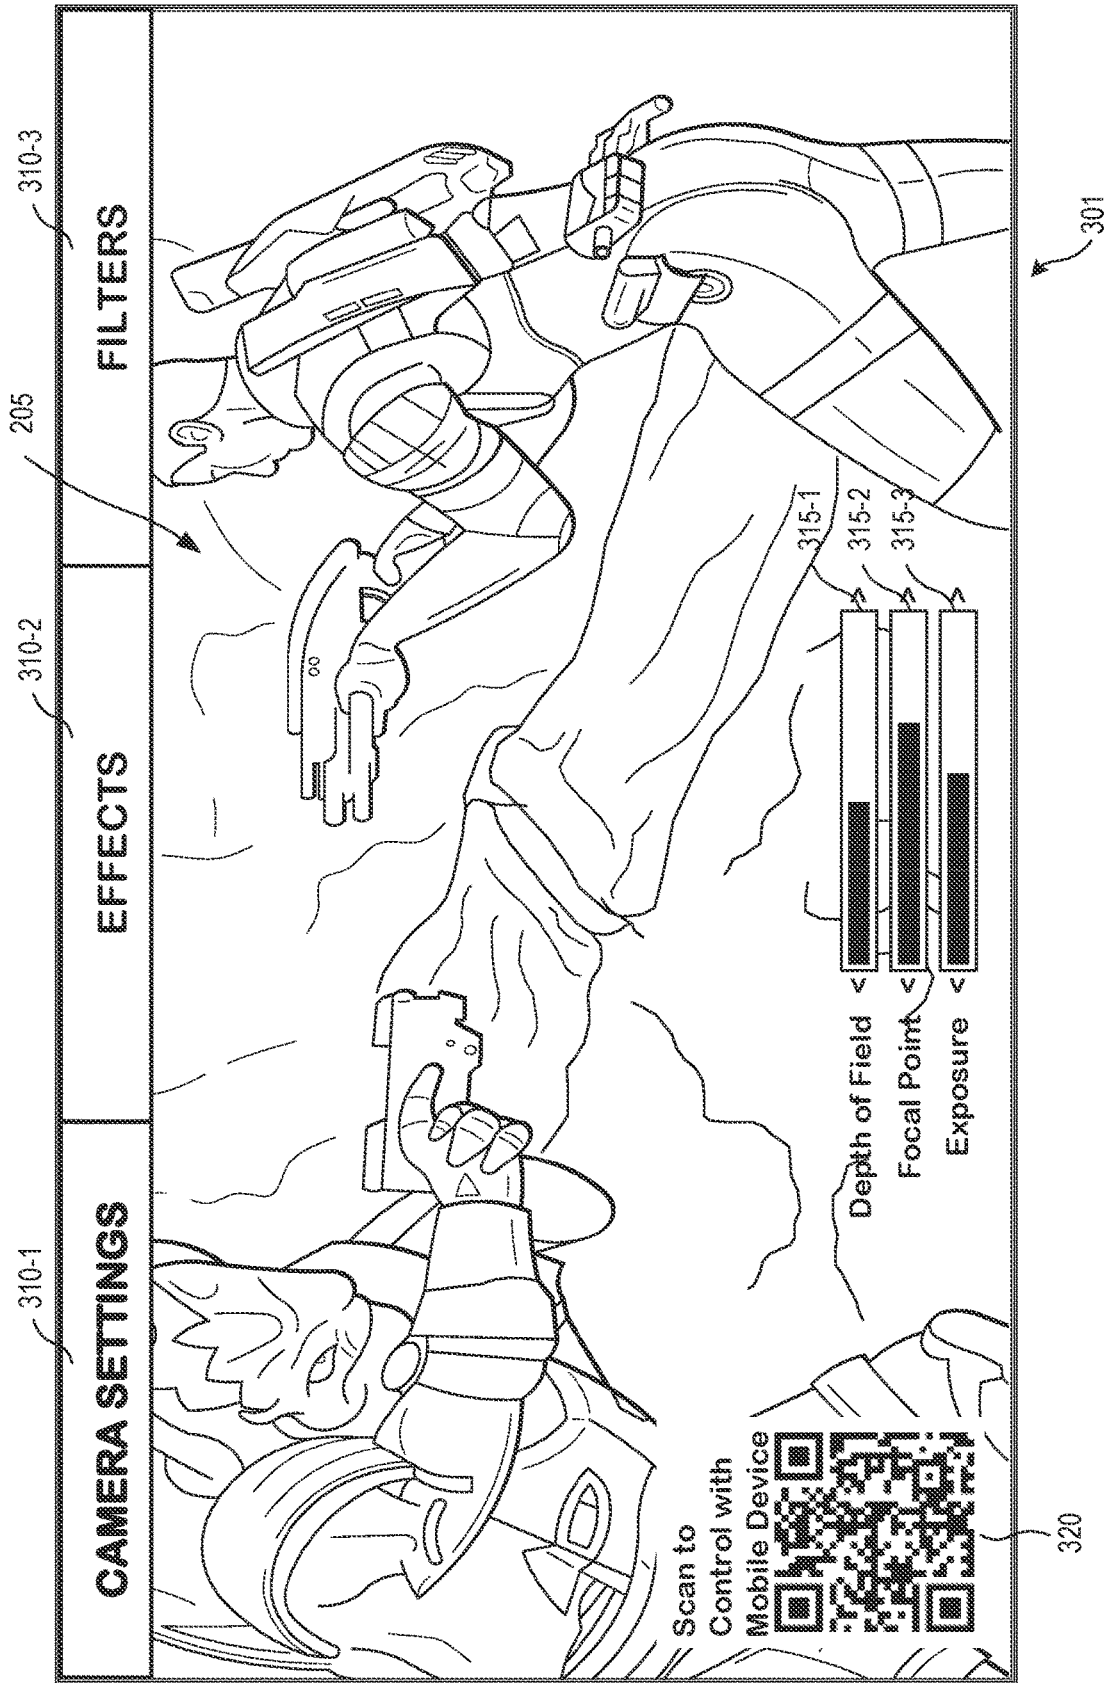 310-1
310-2
205
310-3
CAMERA SETTINGS
EFFECTS
FILTERS
Scan to
Control with
Mobile Device
320
Depth of Field < > 315-1
Focal Point < > 315-2
Exposure < > 315-3
301